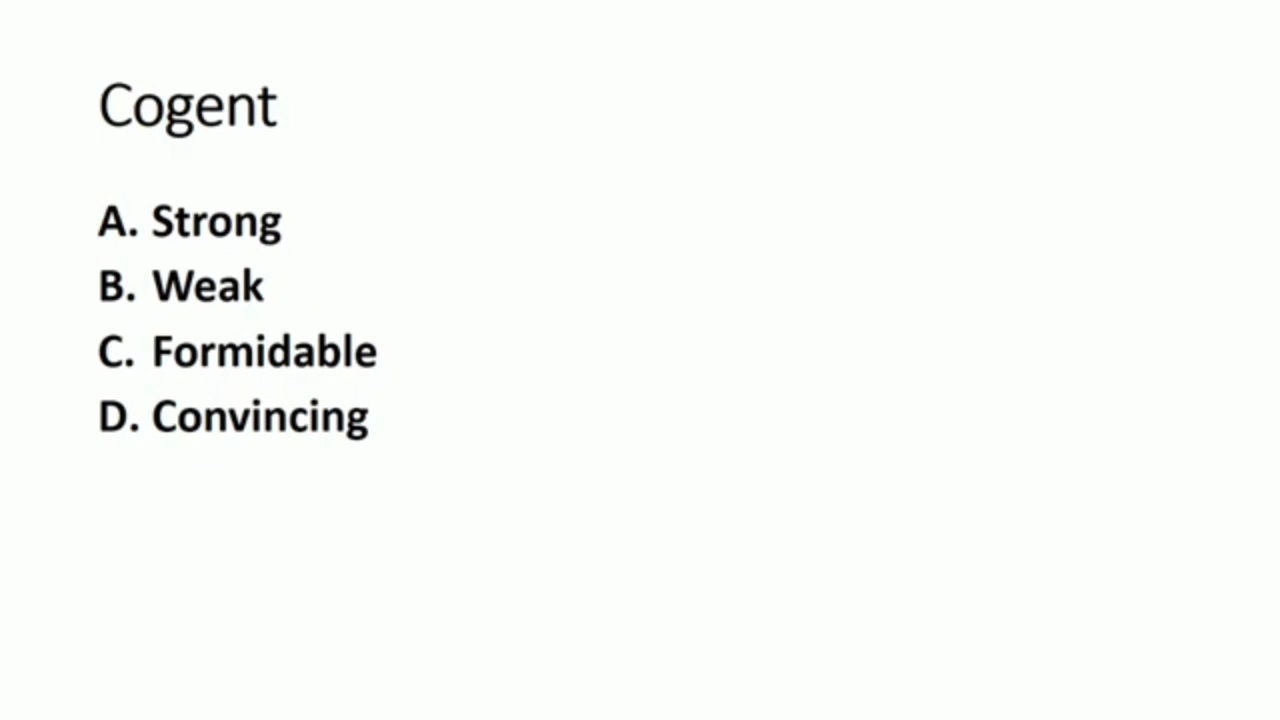 Cogent
A. Strong
B. Weak
C. Formidable
D. Convincing